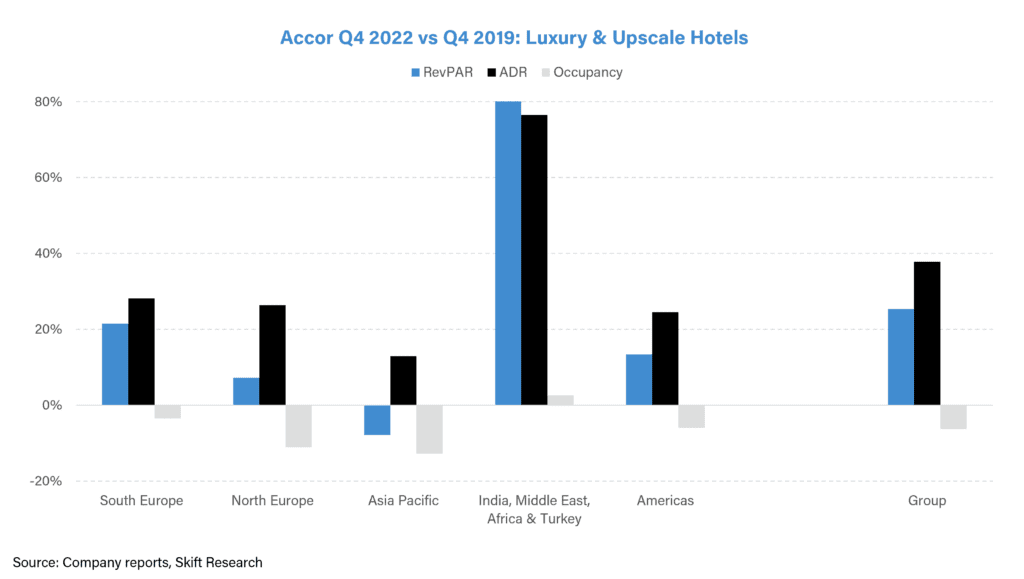 Accor Q4 2022 vs Q4 2019: Luxury & Upscale Hotels
RevPAR ADR Occupancy
80%
60%
40%
20%
0%
-20%
South Europe North Europe Asia Pacific India, Middle East, Americas Group
Africa & Turkey
Source: Company reports, Skift Research